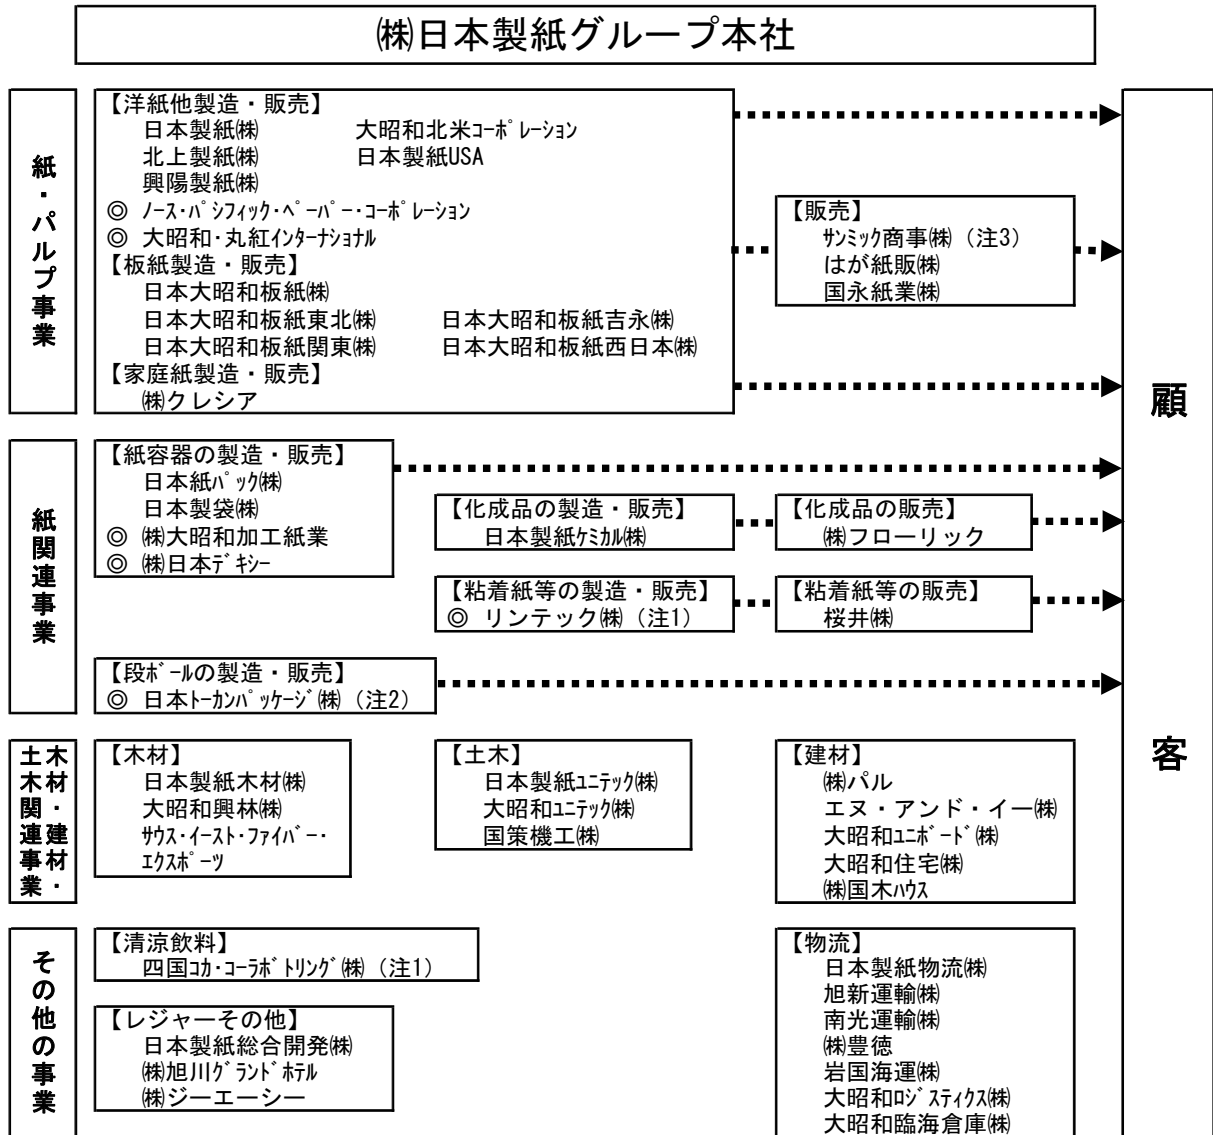 ㈱日本製紙グループ本社
紙・パルプ事業
【洋紙他製造・販売】
日本製紙㈱ 大昭和北米ｺｰﾎﾟﾚｰｼｮﾝ
北上製紙㈱ 日本製紙USA
興陽製紙㈱
◎ ﾉｰｽ･ﾊﾟｼﾌｨｯｸ･ﾍﾟｰﾊﾟｰ･ｺｰﾎﾟﾚｰｼｮﾝ
◎ 大昭和･丸紅ｲﾝﾀｰﾅｼｮﾅﾙ
【板紙製造・販売】
日本大昭和板紙㈱
日本大昭和板紙東北㈱ 日本大昭和板紙吉永㈱
日本大昭和板紙関東㈱ 日本大昭和板紙西日本㈱
【家庭紙製造・販売】
㈱クレシア
【販売】
ｻﾝﾐｯｸ商事㈱（注3）
はが紙販㈱
国永紙業㈱
顧客
紙関連事業
【紙容器の製造・販売】
日本紙ﾊﾟｯｸ㈱
日本製袋㈱
◎ ㈱大昭和加工紙業
◎ ㈱日本ﾃﾞｷｼｰ
【化成品の製造・販売】
日本製紙ｹﾐｶﾙ㈱
【化成品の販売】
㈱フローリック
【粘着紙等の製造・販売】
◎ リンテック㈱（注1）
【粘着紙等の販売】
桜井㈱
【段ﾎﾞｰﾙの製造・販売】
◎ 日本ﾄｰｶﾝﾊﾟｯｹｰｼﾞ㈱（注2）
木材・建材・
土木関連事業
【木材】
日本製紙木材㈱
大昭和興林㈱
ｻｳｽ･ｲｰｽﾄ･ﾌｧｲﾊﾞｰ･
ｴｸｽﾎﾟｰﾂ
【土木】
日本製紙ﾕﾆﾃｯｸ㈱
大昭和ﾕﾆﾃｯｸ㈱
国策機工㈱
【建材】
㈱パル
エヌ・アンド・イー㈱
大昭和ﾕﾆﾎﾞｰﾄﾞ㈱
大昭和住宅㈱
㈱国木ﾊｳｽ
その他の事業
【清涼飲料】
四国ｺｶ･ｺｰﾗﾎﾞﾄﾘﾝｸﾞ㈱（注1）
【レジャーその他】
日本製紙総合開発㈱
㈱旭川ｸﾞﾗﾝﾄﾞﾎﾃﾙ
㈱ジーエーシー
【物流】
日本製紙物流㈱
旭新運輸㈱
南光運輸㈱
㈱豊徳
岩国海運㈱
大昭和ﾛｼﾞｽﾃｨｸｽ㈱
大昭和臨海倉庫㈱